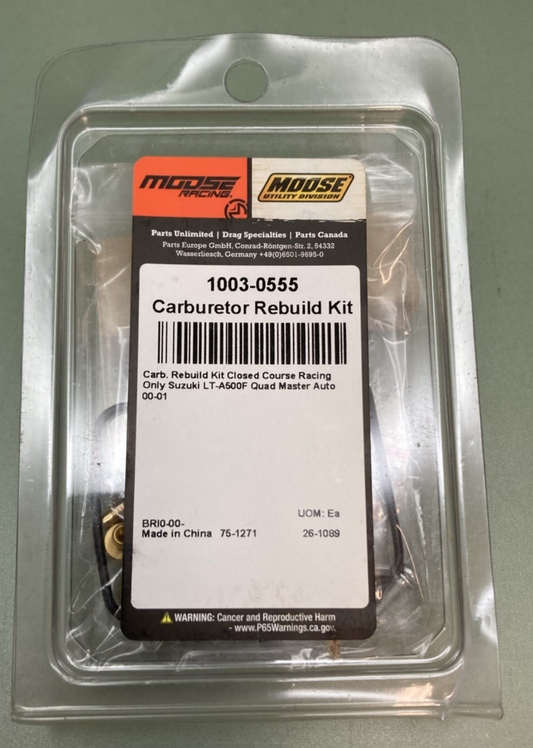 MOOSE RACING.
MOOSE UTILITY DIVISION
Parts Unlimited | Drag Specialties | Parts Canada
Parts Europe GmbH, Conrad-Röntgen-Str. 2, 54332
Wasserliesch, Germany +49(0)6501-9695-0
1003-0555
Carburetor Rebuild Kit
Carb. Rebuild Kit Closed Course Racing
Only Suzuki LT-A500F Quad Master Auto
00-01
UOM: Ea
BRI0-00-
Made in China 75-1271 26-1089
WARNING: Cancer and Reproductive Harm
- www.P65Warnings.ca.gov.